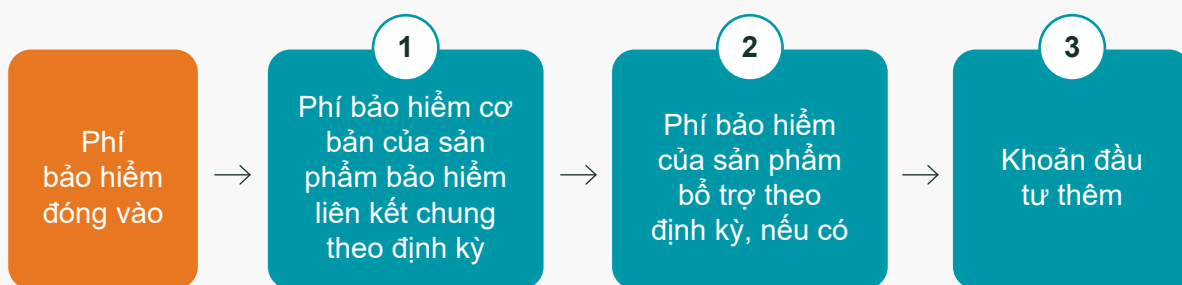 Phí
bảo hiểm
đóng vào
1
Phí bảo hiểm cơ
bản của sản
phẩm bảo hiểm
liên kết chung
theo định kỳ
2
Phí bảo hiểm
của sản phẩm
bổ trợ theo
định kỳ, nếu có
3
Khoản đầu
tư thêm